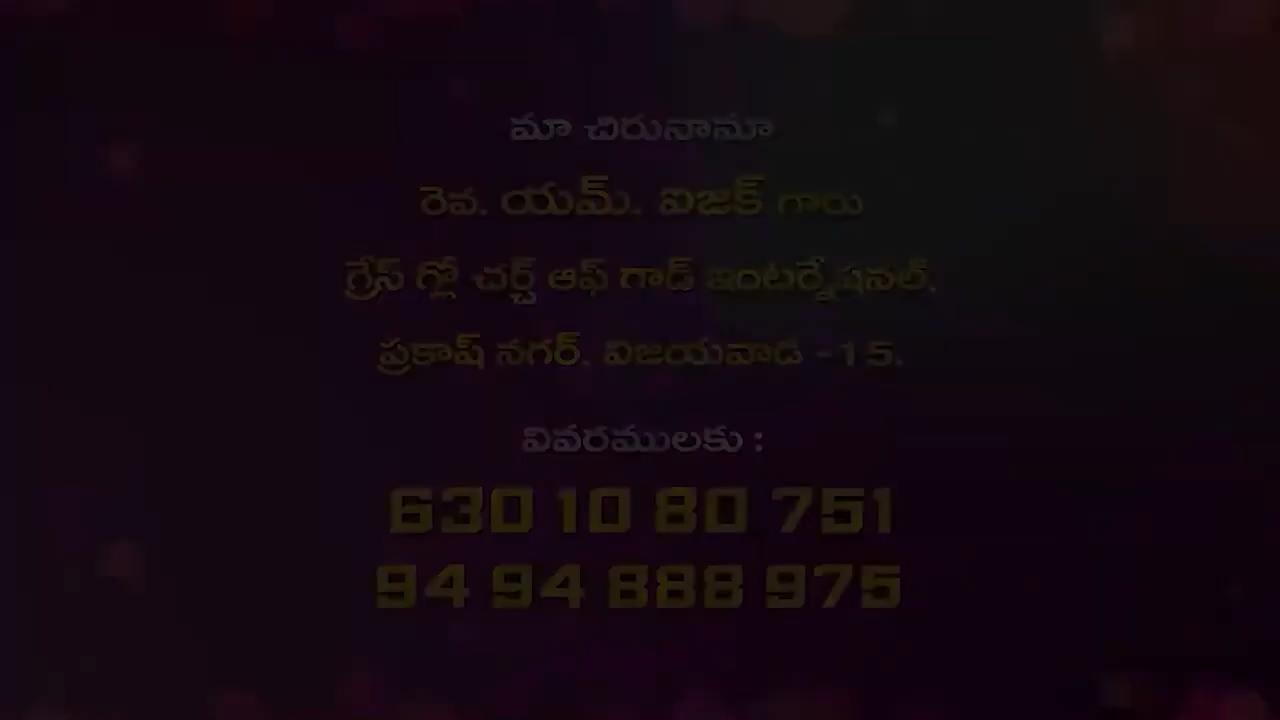 మా చిరునామా
రెవ. యమ్. ఐజక్ గారు
గ్రేస్ గ్లో చర్చ్ ఆఫ్ గాడ్ ఇంటర్నేషనల్.
ప్రకాష్ నగర్. విజయవాడ -15.
వివరములకు :
630 10 80 751
94 94 888 975